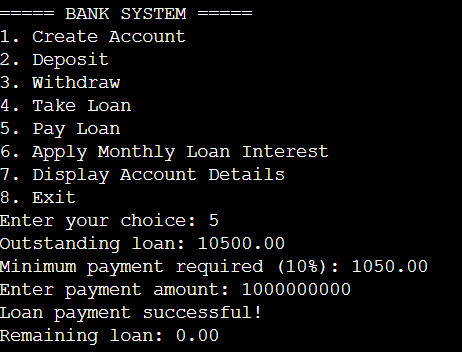 ===== BANK SYSTEM =====
1. Create Account
2. Deposit
3. Withdraw
4. Take Loan
5. Pay Loan
6. Apply Monthly Loan Interest
7. Display Account Details
8. Exit
Enter your choice: 5
Outstanding loan: 10500.00
Minimum payment required (10%): 1050.00
Enter payment amount: 1000000000
Loan payment successful!
Remaining loan: 0.00